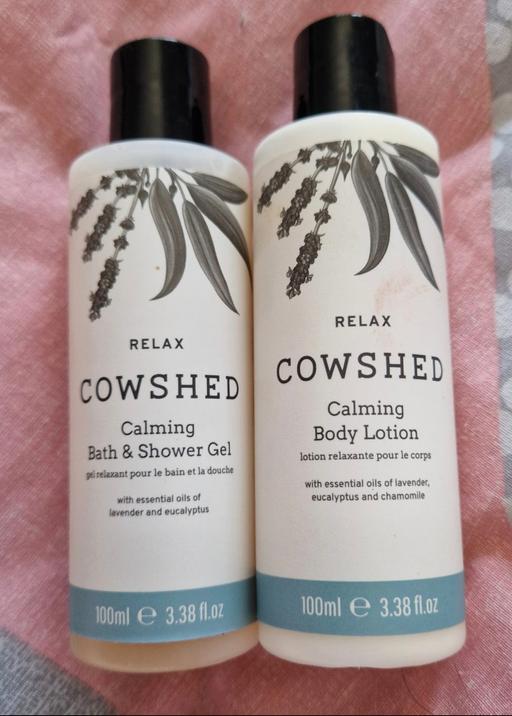 RELAX
COWSHED
Calming
Bath & Shower Gel
gel relaxant pour le bain et la douche
with essential oils of
lavender and eucalyptus
100ml e 3.38 fl.oz
RELAX
COWSHED
Calming
Body Lotion
lotion relaxante pour le corps
with essential oils of lavender,
eucalyptus and chamomile
100ml e 3.38 fl.oz